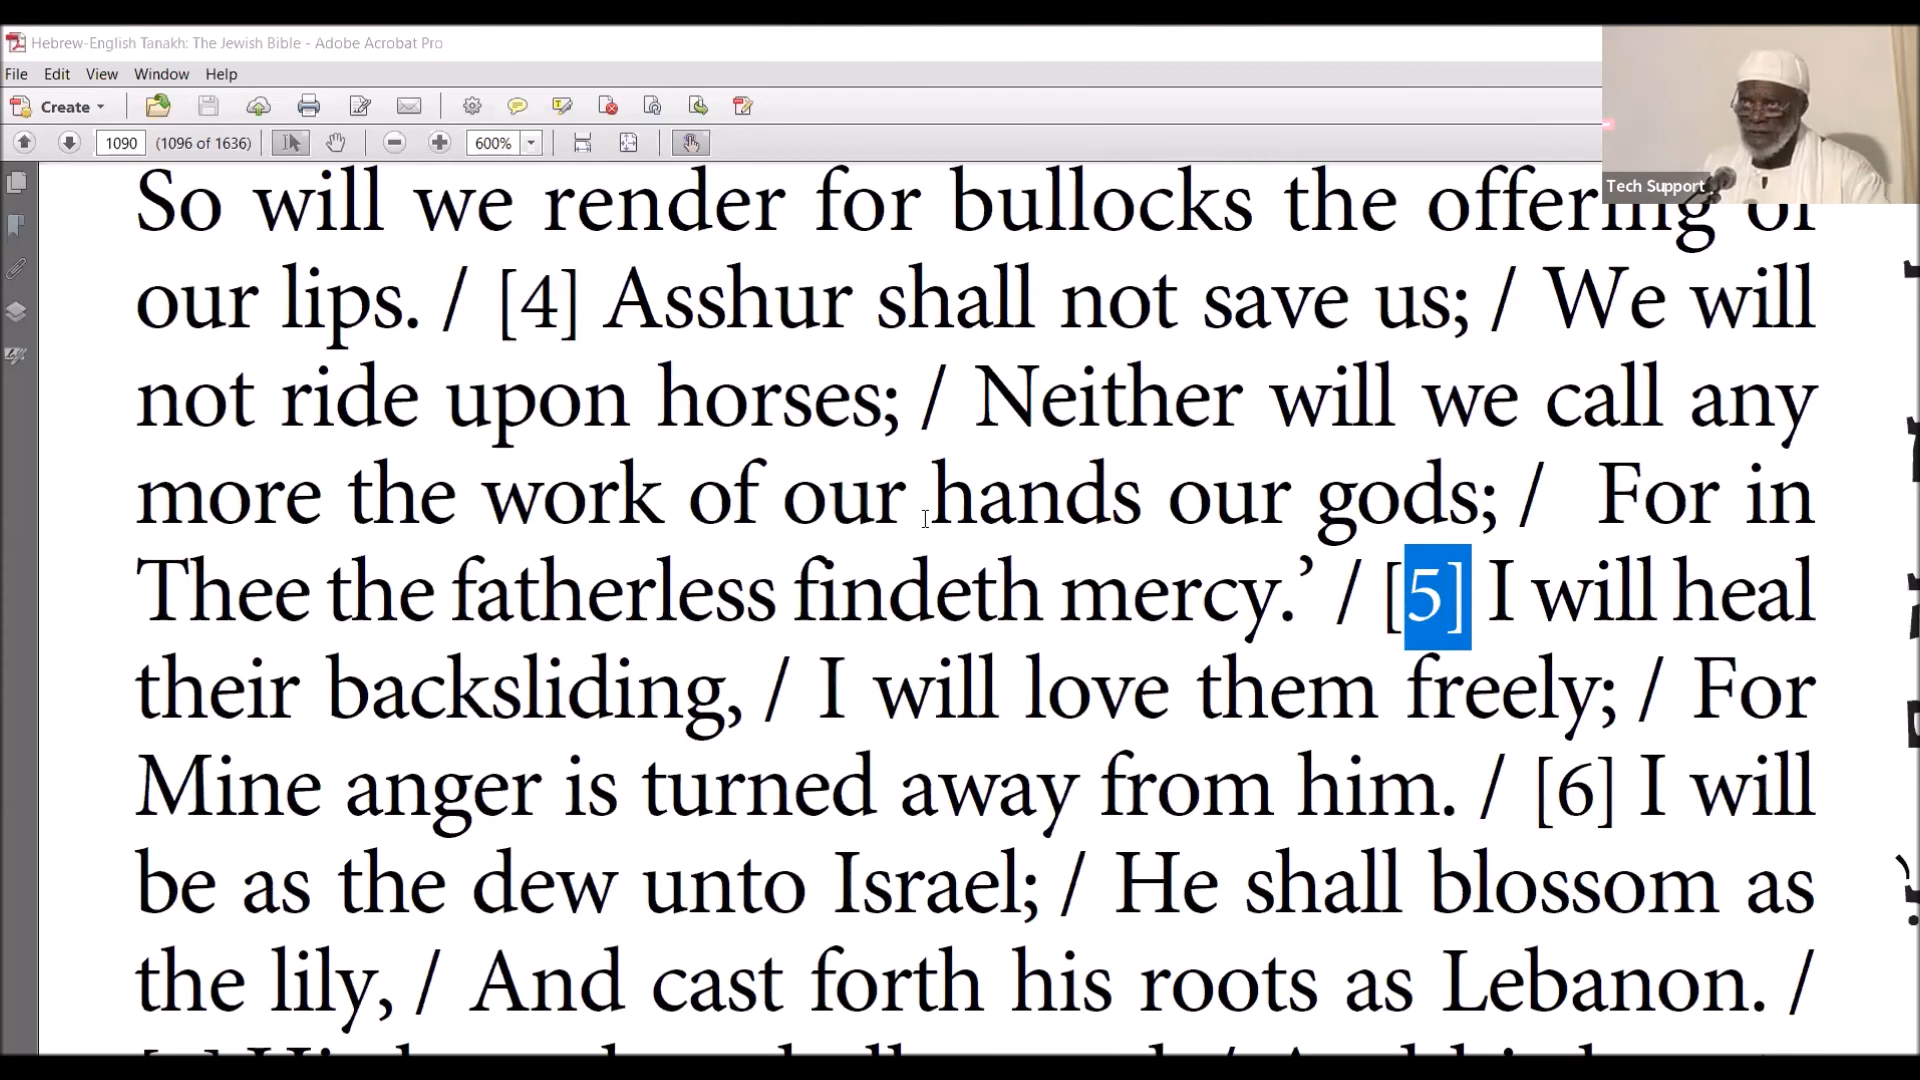 Hebrew-English Tanakh: The Jewish Bible - Adobe Acrobat Pro
File Edit View Window Help
Create
1090 (1096 of 1636) 600%
Tech Support
So will we render for bullocks the offering of
our lips. / [4] Asshur shall not save us; / We will
not ride upon horses; / Neither will we call any
more the work of our hands our gods; / For in
Thee the fatherless findeth mercy.’ / [5] I will heal
their backsliding, / I will love them freely; / For
Mine anger is turned away from him. / [6] I will
be as the dew unto Israel; / He shall blossom as
the lily, / And cast forth his roots as Lebanon. /